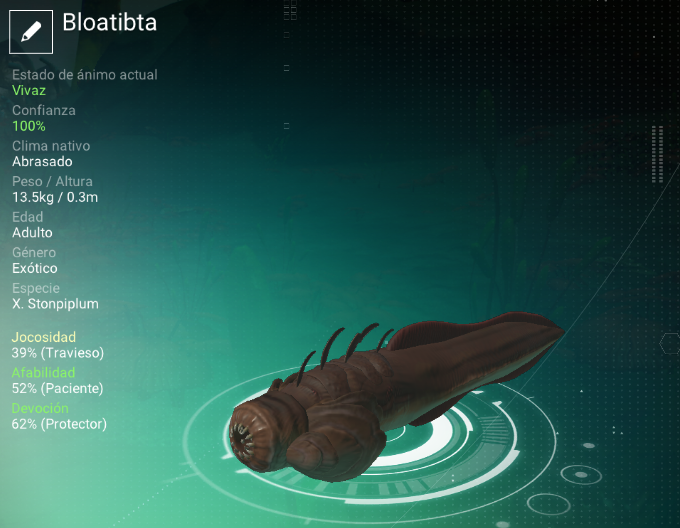 Bloatibta
Estado de ánimo actual
Vivaz
Confianza
100%
Clima nativo
Abrasado
Peso / Altura
13.5kg / 0.3m
Edad
Adulto
Género
Exótico
Especie
X. Stonpiplum
Jocosidad
39% (Travieso)
Afabilidad
52% (Paciente)
Devoción
62% (Protector)